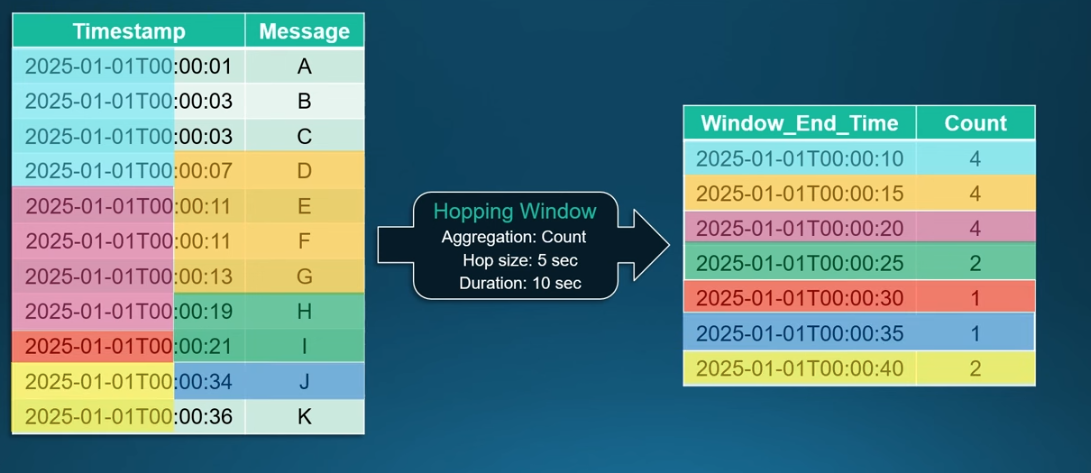 Timestamp Message
2025-01-01T00:00:01 A
2025-01-01T00:00:03 B
2025-01-01T00:00:03 C
2025-01-01T00:00:07 D
2025-01-01T00:00:11 E
2025-01-01T00:00:11 F
2025-01-01T00:00:13 G
2025-01-01T00:00:19 H
2025-01-01T00:00:21 I
2025-01-01T00:00:34 J
2025-01-01T00:00:36 K
Hopping Window
Aggregation: Count
Hop size: 5 sec
Duration: 10 sec
Window_End_Time Count
2025-01-01T00:00:10 4
2025-01-01T00:00:15 4
2025-01-01T00:00:20 4
2025-01-01T00:00:25 2
2025-01-01T00:00:30 1
2025-01-01T00:00:35 1
2025-01-01T00:00:40 2